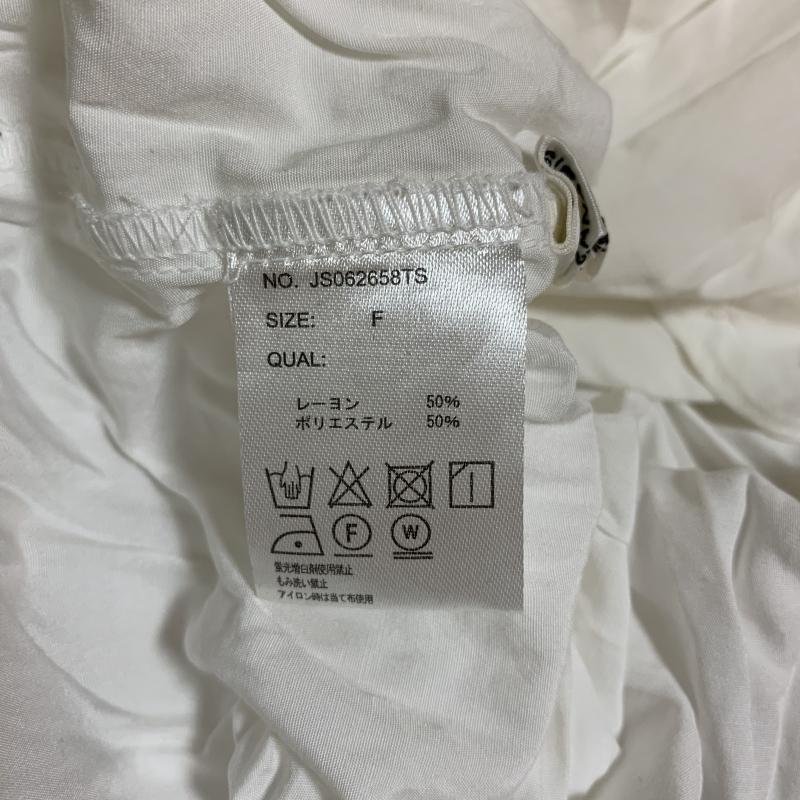 NO. JS062658TS
SIZE: F
QUAL:
レーヨン 50%
ポリエステル 50%
F W
蛍光増白剤使用禁止
もみ洗い禁止
アイロン時は当て布使用